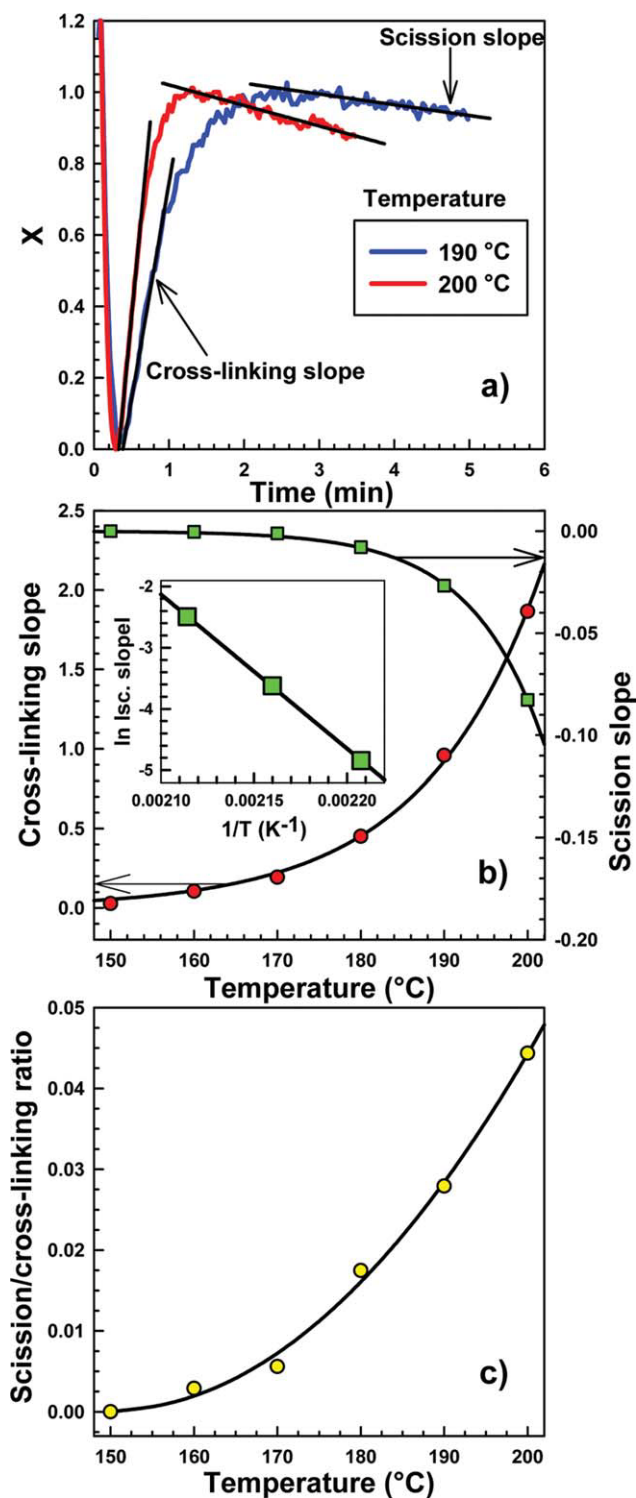 1.2
1.0
0.8
0.6
0.4
0.2
0.0
X
Scission slope
Temperature
190 °C
200 °C
Cross-linking slope
a)
0 1 2 3 4 5 6
Time (min)
2.5
2.0
1.5
1.0
0.5
0.0
Cross-linking slope
0.00
-0.05
-0.10
-0.15
-0.20
Scission slope
-2
-3
-4
-5
ln Isc. slopeI
0.00210 0.00216 0.00220
1/T (K-1)
b)
150 160 170 180 190 200
Temperature (°C)
0.05
0.04
0.03
0.02
0.01
0.00
Scission/cross-linking ratio
c)
150 160 170 180 190 200
Temperature (°C)